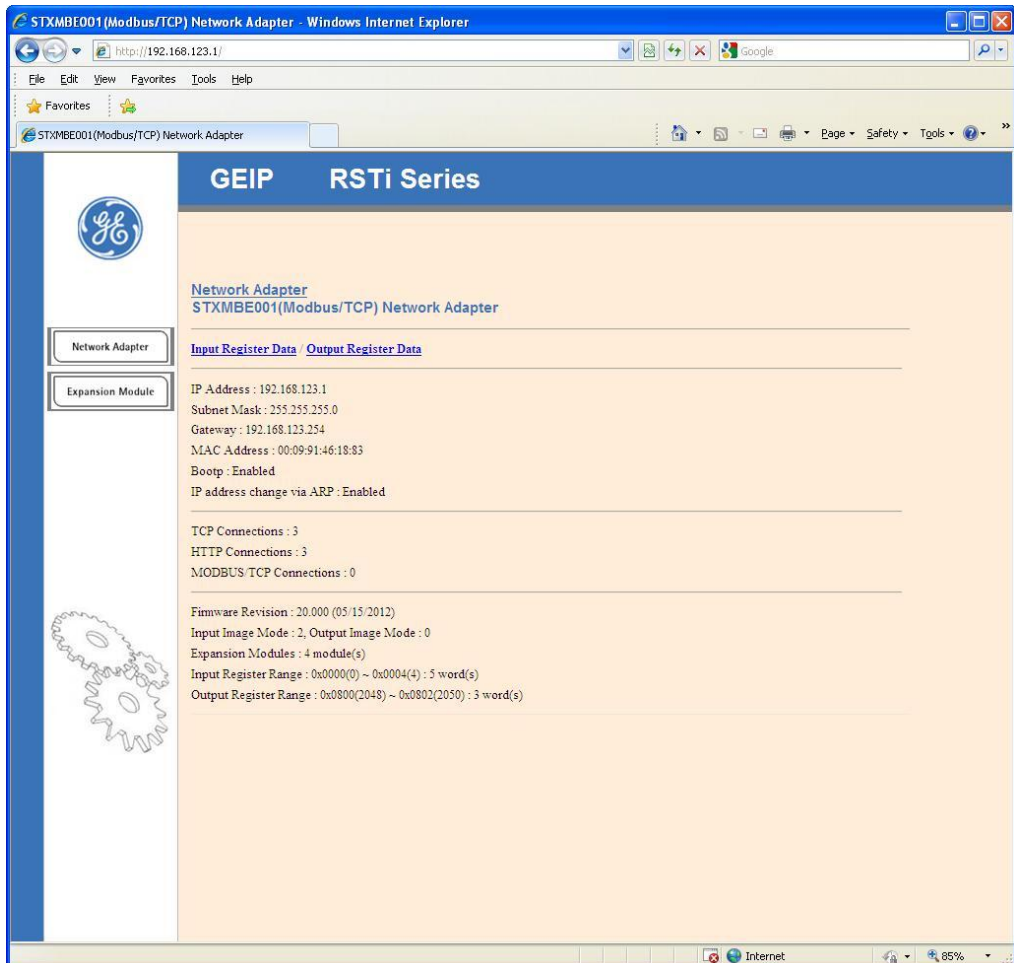 STXMBE001(Modbus/TCP) Network Adapter - Windows Internet Explorer
http://192.168.123.1/
Google
File Edit View Favorites Tools Help
Favorites
STXMBE001(Modbus/TCP) Network Adapter
Page Safety Tools
GEIP RSTi Series
GE
Network Adapter
STXMBE001(Modbus/TCP) Network Adapter
Network Adapter
Input Register Data / Output Register Data
Expansion Module
IP Address : 192.168.123.1
Subnet Mask : 255.255.255.0
Gateway : 192.168.123.254
MAC Address : 00:09:91:46:18:83
Bootp : Enabled
IP address change via ARP : Enabled
TCP Connections : 3
HTTP Connections : 3
MODBUS/TCP Connections : 0
Firmware Revision : 20.000 (05/15/2012)
Input Image Mode : 2, Output Image Mode : 0
Expansion Modules : 4 module(s)
Input Register Range : 0x0000(0) ~ 0x0004(4) : 5 word(s)
Output Register Range : 0x0800(2048) ~ 0x0802(2050) : 3 word(s)
Internet
85%